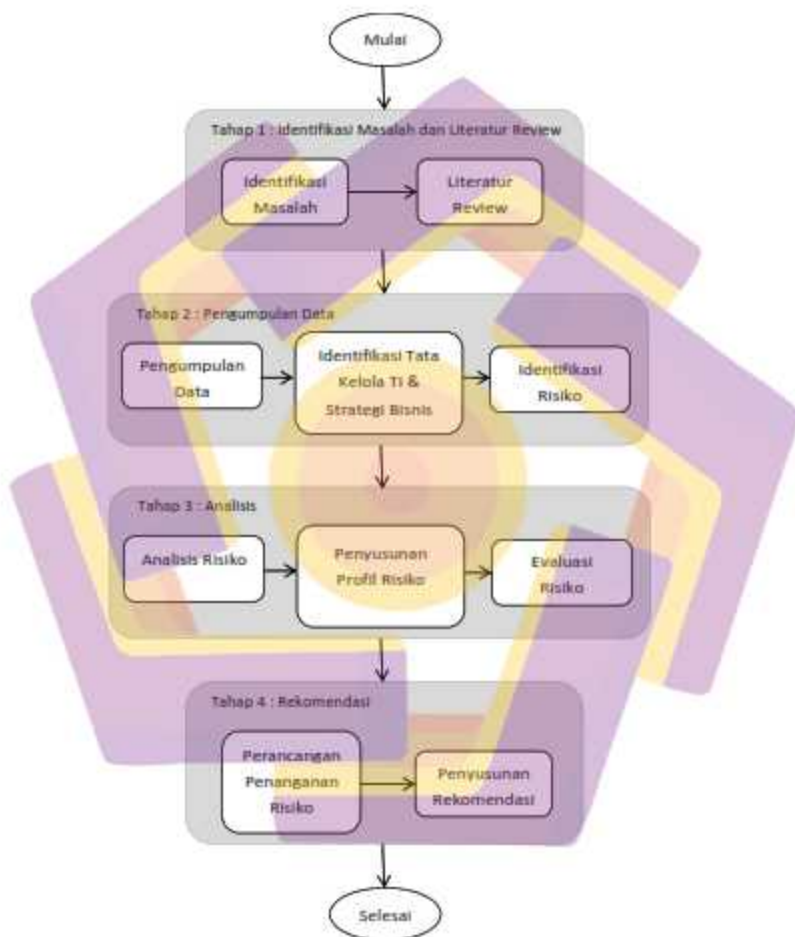 Mulai
Tahap 1 : Identifikasi Masalah dan Literatur Review
Identifikasi
Masalah
Literatur
Review
Tahap 2 : Pengumpulan Data
Pengumpulan
Data
Identifikasi Tata
Kelola TI &
Strategi Bisnis
Identifikasi
Risiko
Tahap 3 : Analisis
Analisis Risiko
Penyusunan
Profil Risiko
Evaluasi
Risiko
Tahap 4 : Rekomendasi
Perancangan
Penanganan
Risiko
Penyusunan
Rekomendasi
Selesai